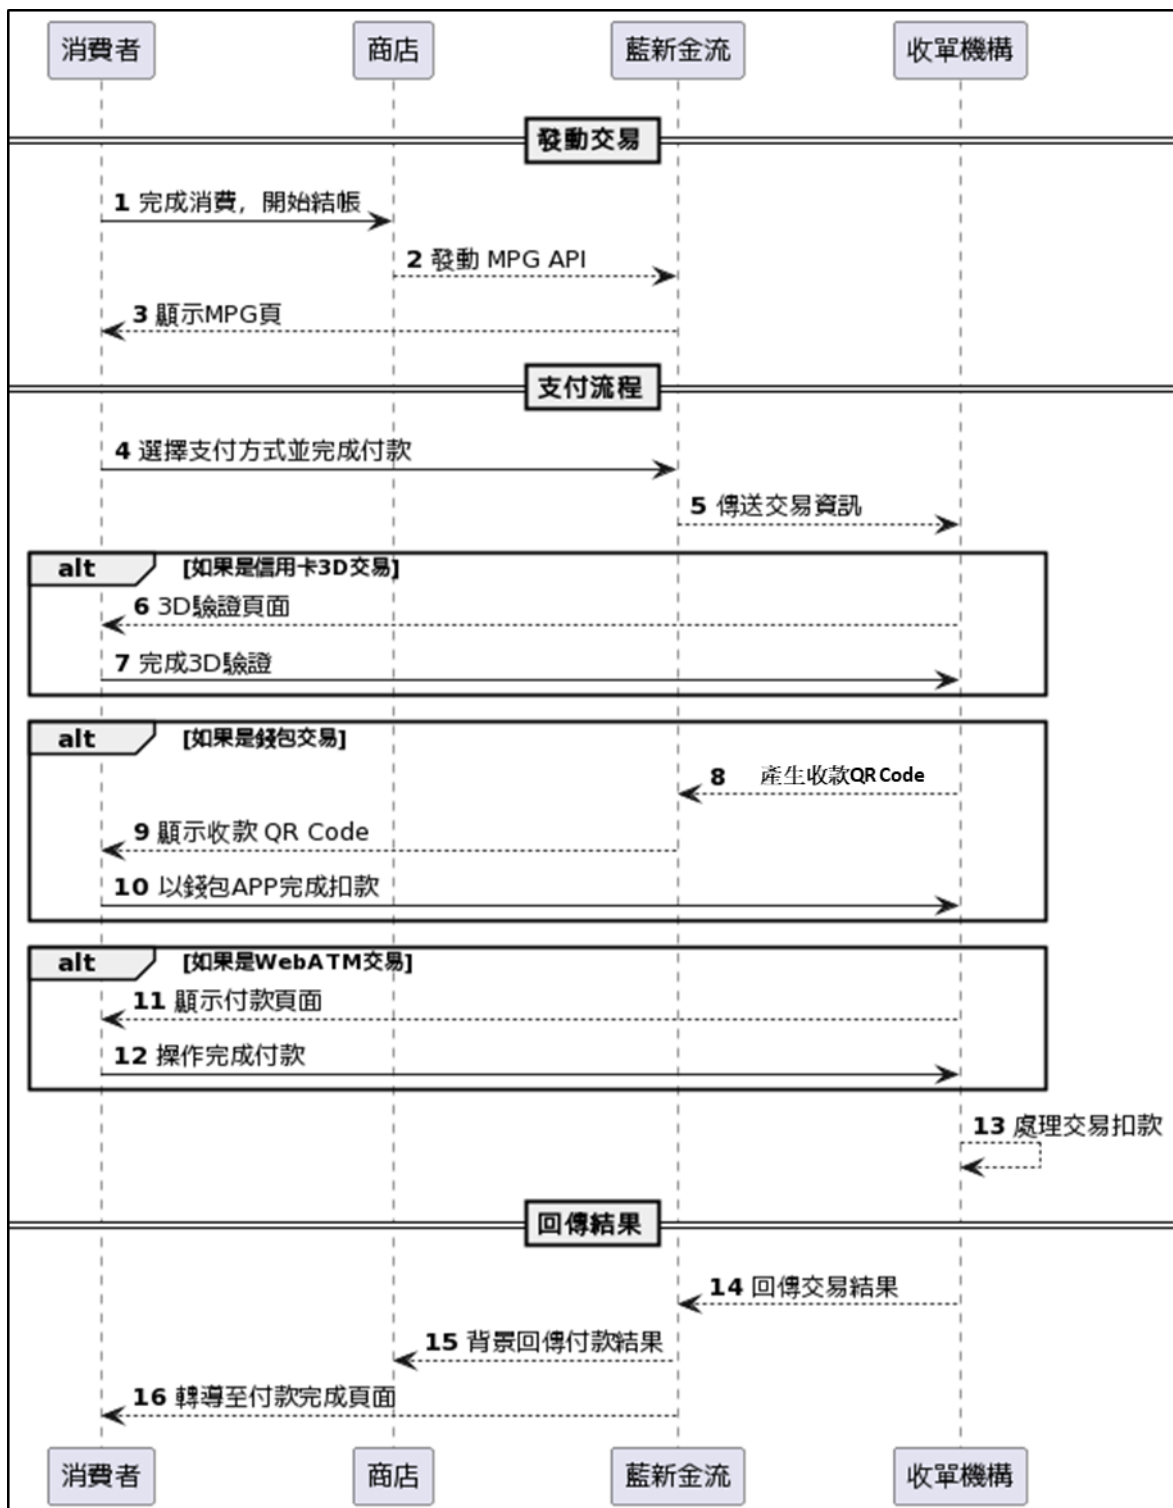 消費者 商店 藍新金流 收單機構
發動交易
1 完成消費，開始結帳
2 發動 MPG API
3 顯示MPG頁
支付流程
4 選擇支付方式並完成付款
5 傳送交易資訊
alt [如果是信用卡3D交易]
6 3D驗證頁面
7 完成3D驗證
alt [如果是錢包交易]
8 產生收款QR Code
9 顯示收款 QR Code
10 以錢包APP完成扣款
alt [如果是WebATM交易]
11 顯示付款頁面
12 操作完成付款
13 處理交易扣款
回傳結果
14 回傳交易結果
15 背景回傳付款結果
16 轉導至付款完成頁面
消費者 商店 藍新金流 收單機構